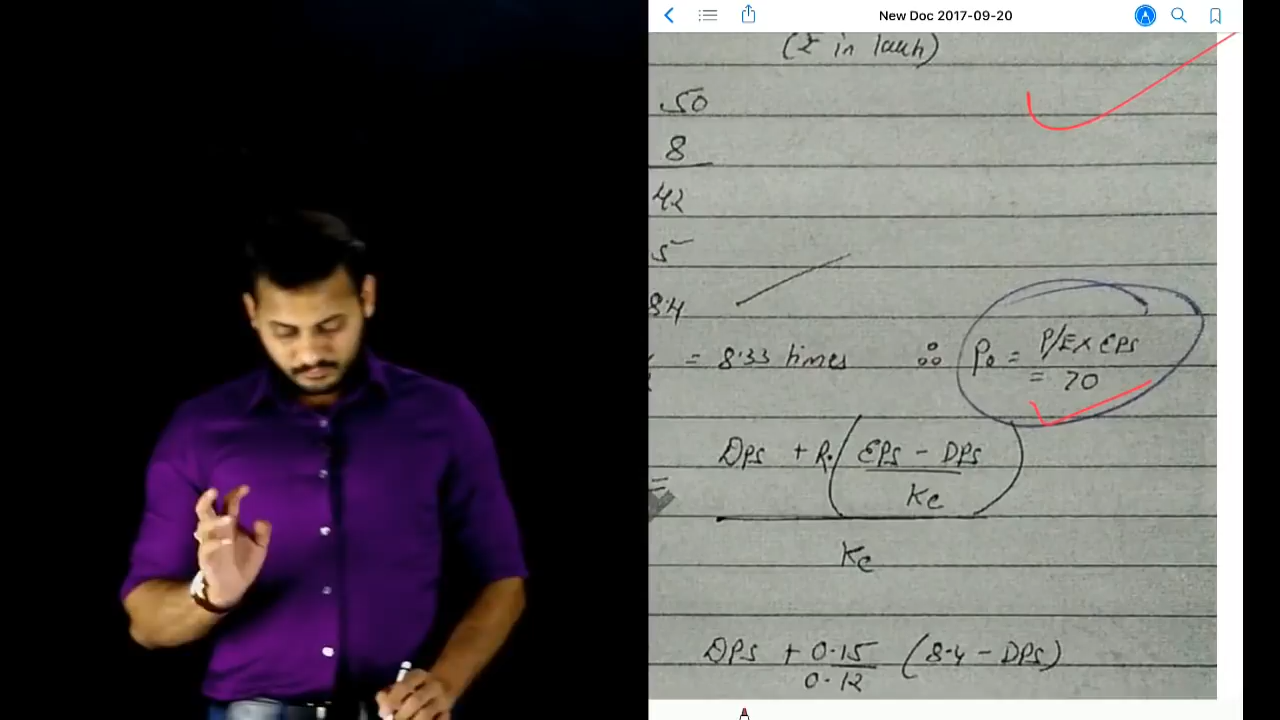 New Doc 2017-09-20
(₹ in lakh)
50
8
42
5
8.4
= 8.33 times ∴ P₀ = P/E x EPS
= 70
= DPS + R. (EPS - DPS
Ke)
Ke
DPS + 0.15 (8.4 - DPS)
0.12